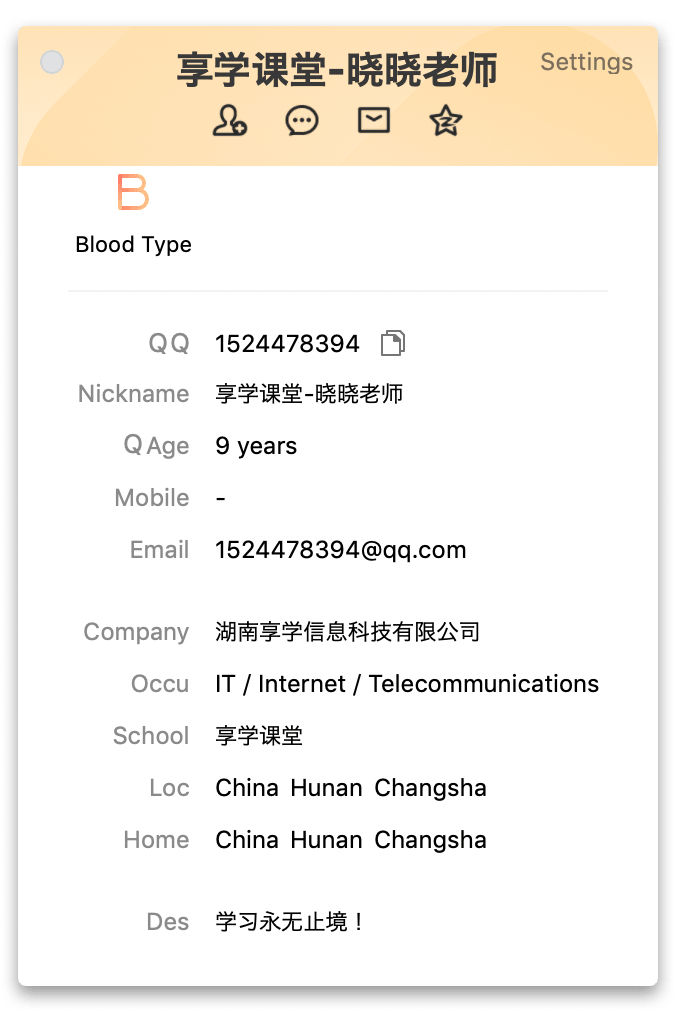 享学课堂-晓晓老师
Settings
B
Blood Type
QQ 1524478394
Nickname 享学课堂-晓晓老师
Q Age 9 years
Mobile -
Email 1524478394@qq.com
Company 湖南享学信息科技有限公司
Occu IT / Internet / Telecommunications
School 享学课堂
Loc China Hunan Changsha
Home China Hunan Changsha
Des 学习永无止境！